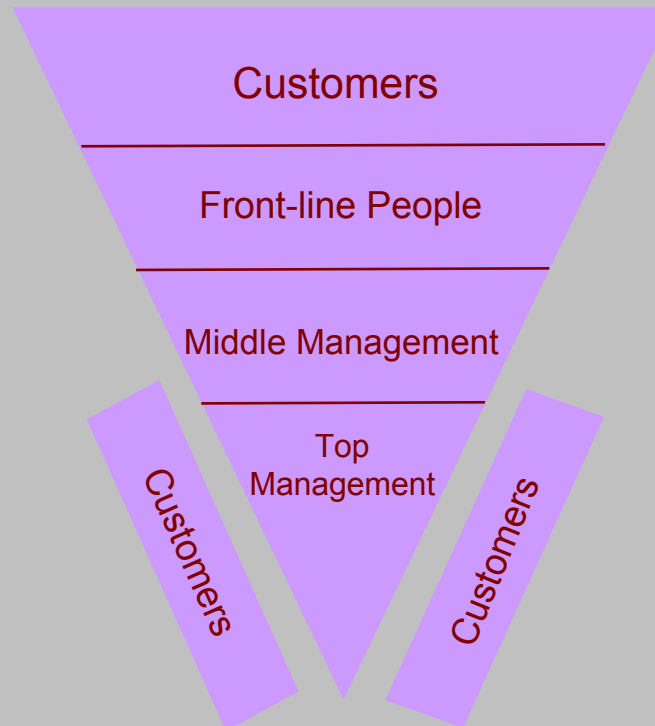 Customers
Front-line People
Middle Management
Top
Management
Customers
Customers